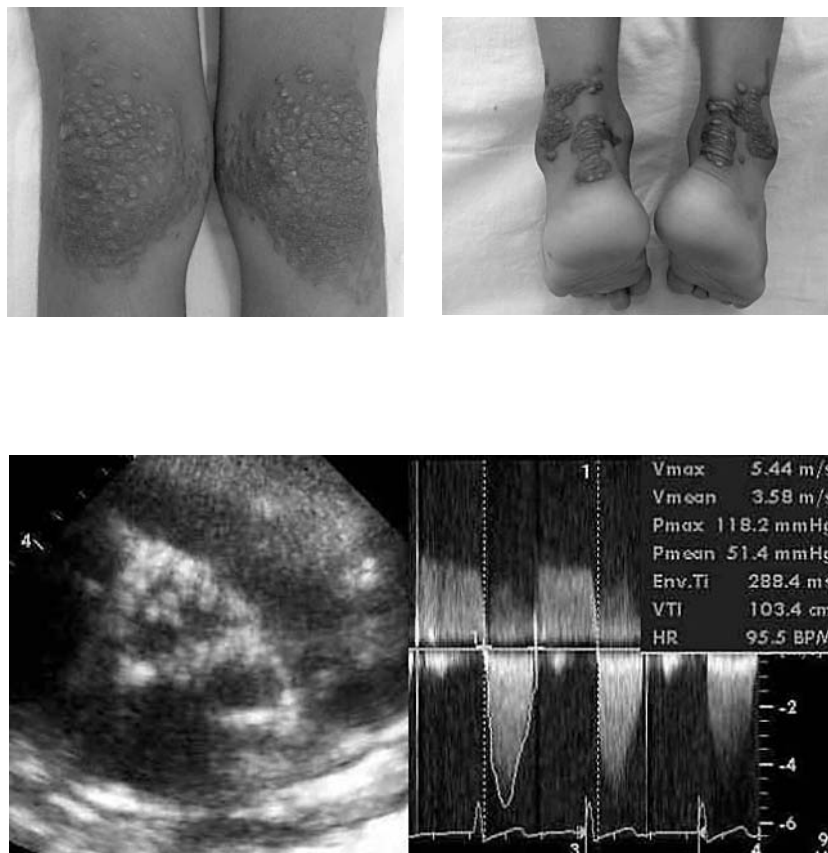 4
1
Vmax 5.44 m/s
Vmean 3.58 m/s
Pmax 118.2 mmHg
Pmean 51.4 mmHg
Env.Ti 288.4 ms
VTI 103.4 cm
HR 95.5 BPM
-2
-4
-6
3
4
9